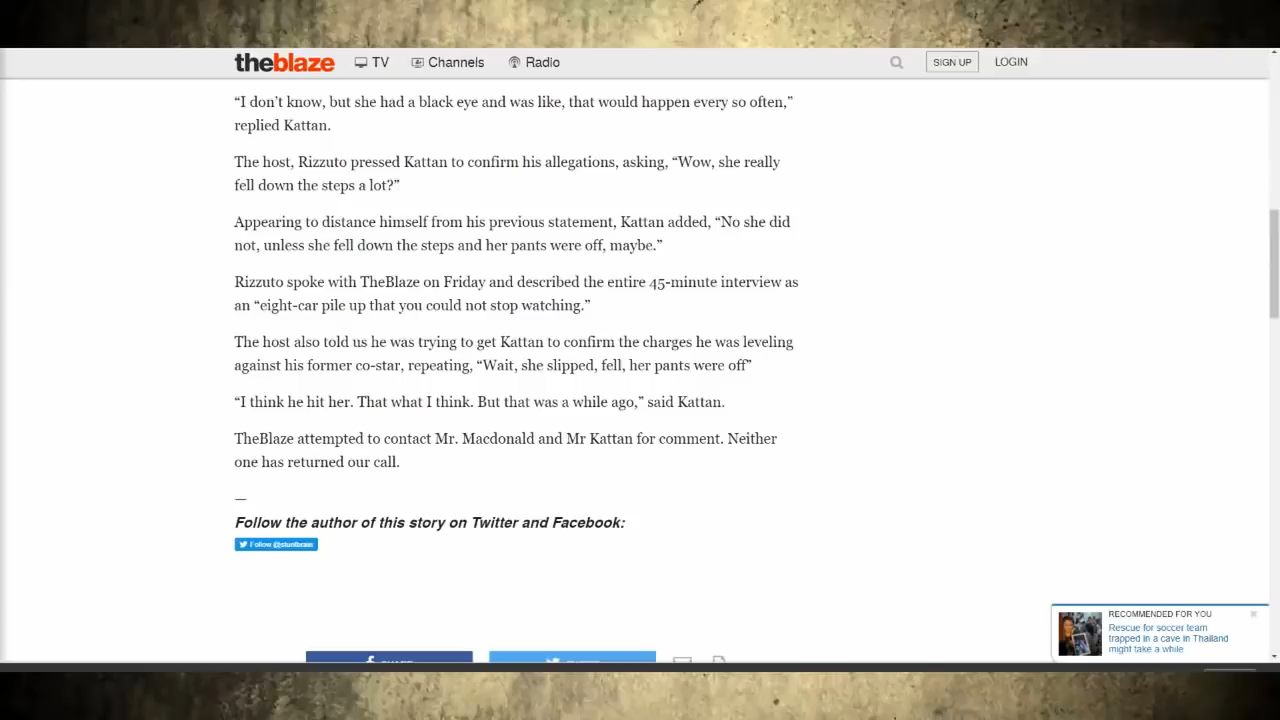 theblaze TV Channels Radio SIGN UP LOGIN
“I don’t know, but she had a black eye and was like, that would happen every so often,”
replied Kattan.
The host, Rizzuto pressed Kattan to confirm his allegations, asking, “Wow, she really
fell down the steps a lot?”
Appearing to distance himself from his previous statement, Kattan added, “No she did
not, unless she fell down the steps and her pants were off, maybe.”
Rizzuto spoke with TheBlaze on Friday and described the entire 45-minute interview as
an “eight-car pile up that you could not stop watching.”
The host also told us he was trying to get Kattan to confirm the charges he was leveling
against his former co-star, repeating, “Wait, she slipped, fell, her pants were off”
“I think he hit her. That what I think. But that was a while ago,” said Kattan.
TheBlaze attempted to contact Mr. Macdonald and Mr Kattan for comment. Neither
one has returned our call.
—
Follow the author of this story on Twitter and Facebook:
Follow @stuntbrain
RECOMMENDED FOR YOU
Rescue for soccer team
trapped in a cave in Thailand
might take a while